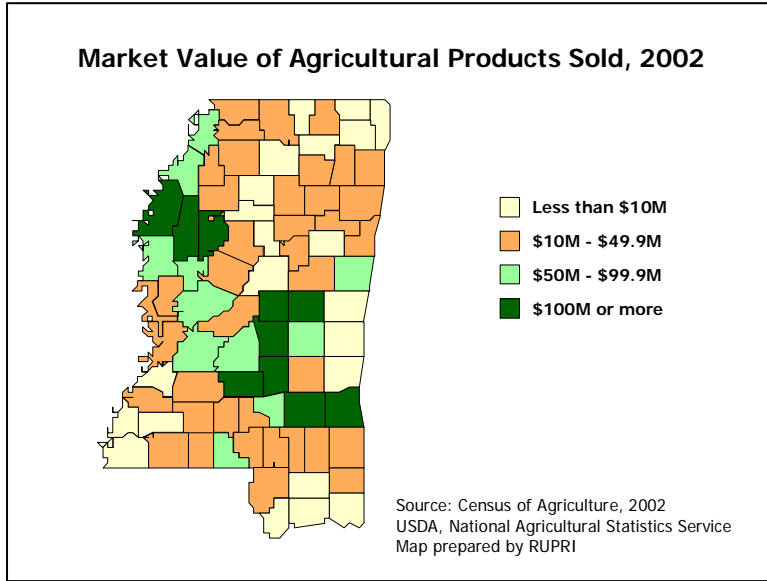 Market Value of Agricultural Products Sold, 2002
Less than $10M
$10M - $49.9M
$50M - $99.9M
$100M or more
Source: Census of Agriculture, 2002
USDA, National Agricultural Statistics Service
Map prepared by RUPRI